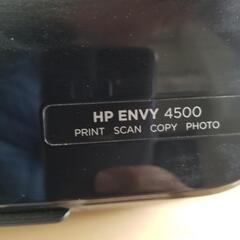 HP ENVY 4500
PRINT SCAN COPY PHOTO